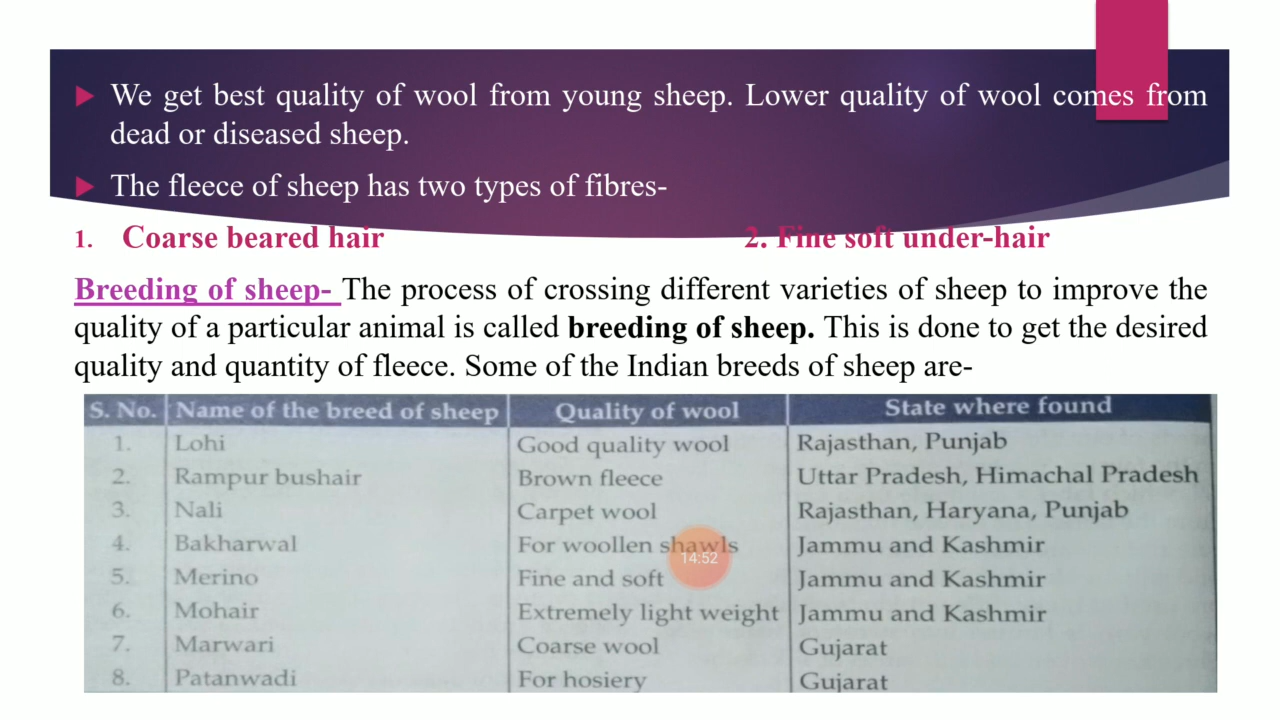 We get best quality of wool from young sheep. Lower quality of wool comes from
dead or diseased sheep.
The fleece of sheep has two types of fibres-
1. Coarse beared hair 2. Fine soft under-hair
Breeding of sheep- The process of crossing different varieties of sheep to improve the
quality of a particular animal is called breeding of sheep. This is done to get the desired
quality and quantity of fleece. Some of the Indian breeds of sheep are-
S. No. Name of the breed of sheep Quality of wool State where found
1. Lohi Good quality wool Rajasthan, Punjab
2. Rampur bushair Brown fleece Uttar Pradesh, Himachal Pradesh
3. Nali Carpet wool Rajasthan, Haryana, Punjab
4. Bakharwal For woollen shawls Jammu and Kashmir
14:52
5. Merino Fine and soft Jammu and Kashmir
6. Mohair Extremely light weight Jammu and Kashmir
7. Marwari Coarse wool Gujarat
8. Patanwadi For hosiery Gujarat